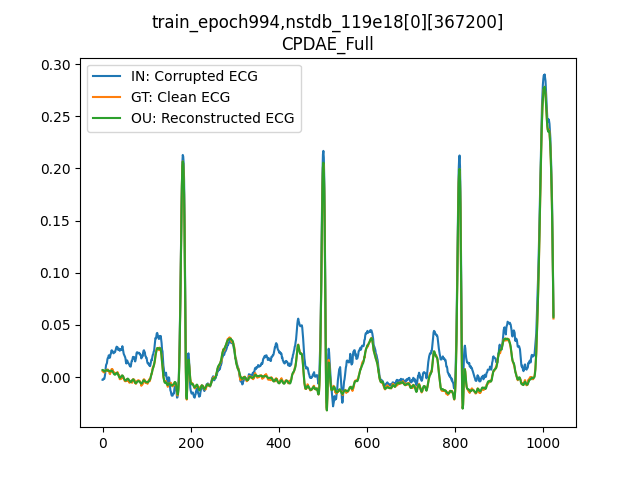 train_epoch994,nstdb_119e18[0][367200]
CPDAE_Full
IN: Corrupted ECG
GT: Clean ECG
OU: Reconstructed ECG
0.30
0.25
0.20
0.15
0.10
0.05
0.00
0 200 400 600 800 1000